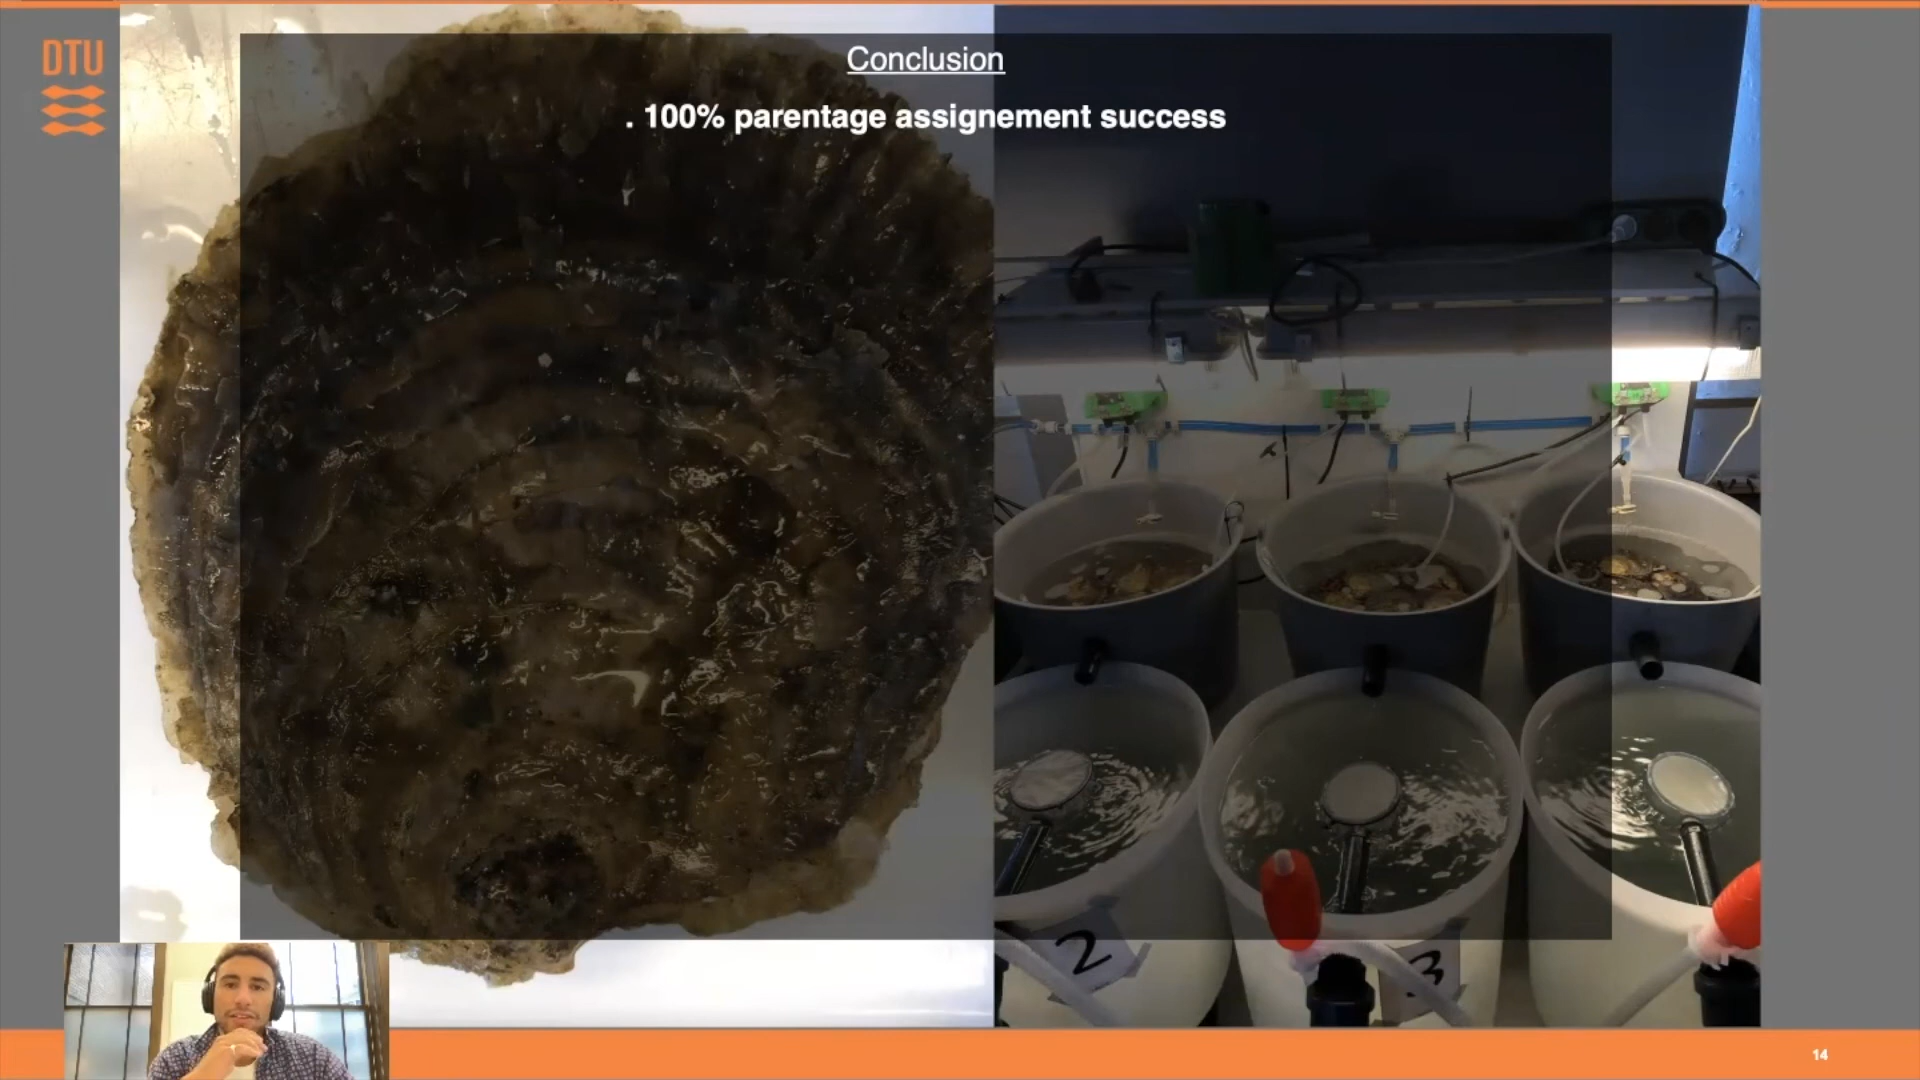 DTU
Conclusion
. 100% parentage assignement success
2
3
14